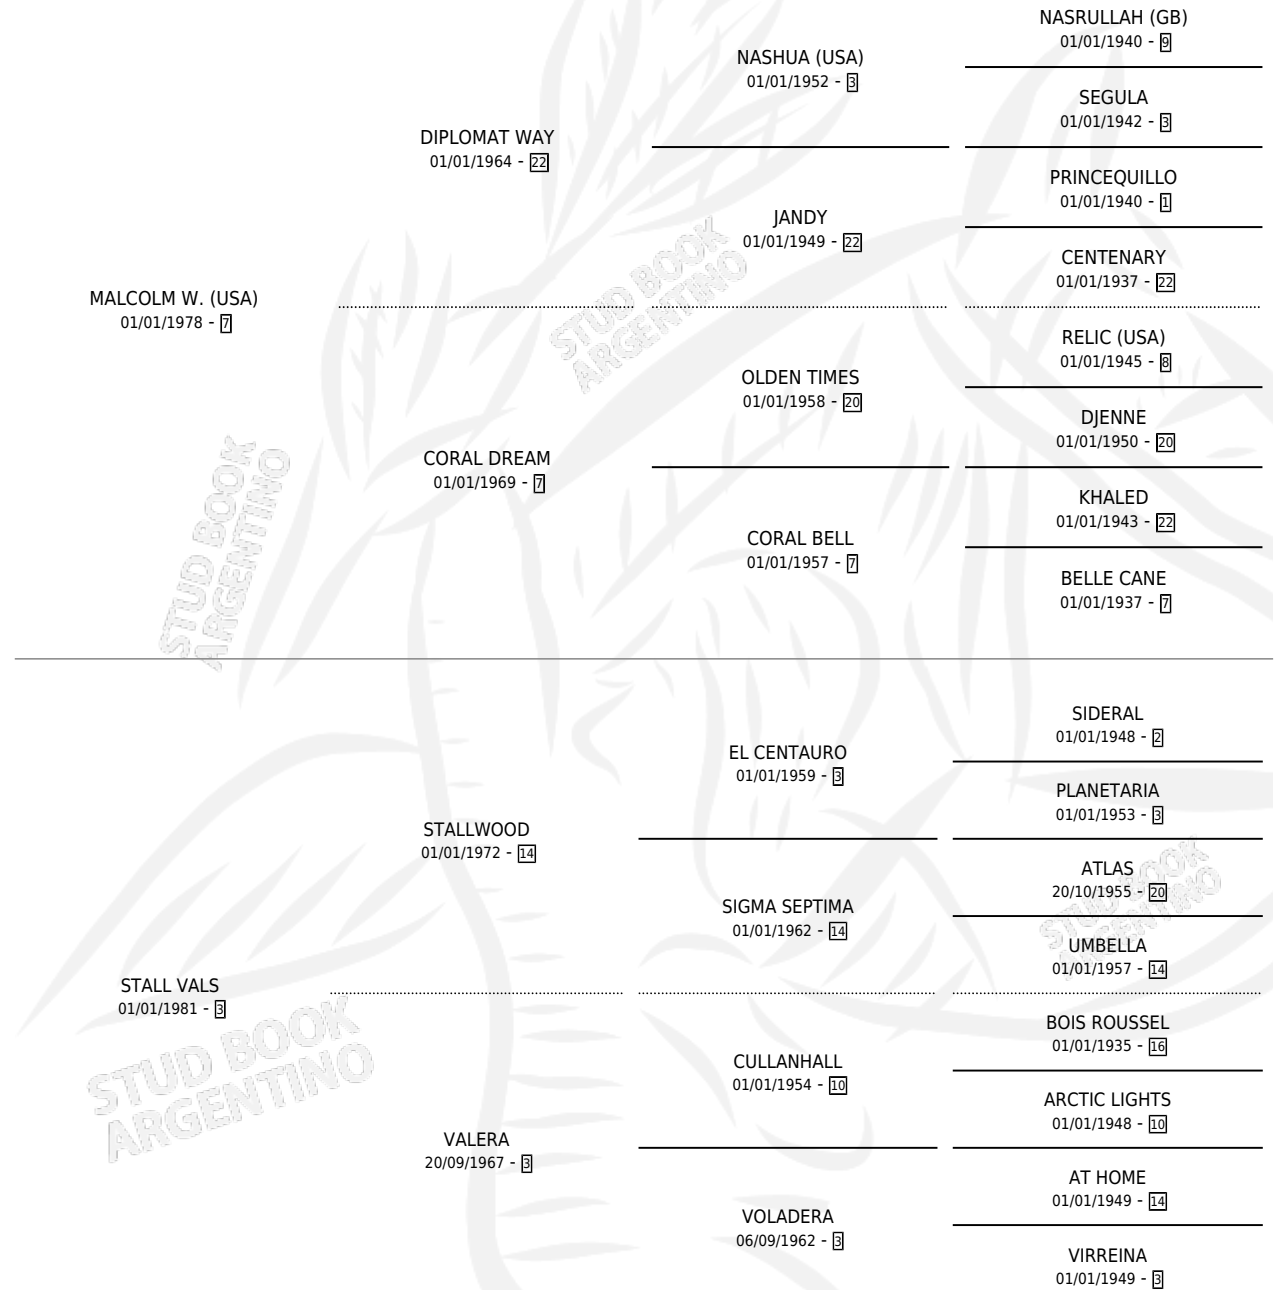 NASRULLAH (GB)
01/01/1940 - 9
NASHUA (USA)
01/01/1952 - 3
SEGULA
01/01/1942 - 3
DIPLOMAT WAY
01/01/1964 - 22
PRINCEQUILLO
01/01/1940 - 1
JANDY
01/01/1949 - 22
CENTENARY
01/01/1937 - 22
MALCOLM W. (USA)
01/01/1978 - 7
RELIC (USA)
01/01/1945 - 8
OLDEN TIMES
01/01/1958 - 20
DJENNE
01/01/1950 - 20
CORAL DREAM
01/01/1969 - 7
KHALED
01/01/1943 - 22
CORAL BELL
01/01/1957 - 7
BELLE CANE
01/01/1937 - 7
SIDERAL
01/01/1948 - 2
EL CENTAURO
01/01/1959 - 3
PLANETARIA
01/01/1953 - 3
STALLWOOD
01/01/1972 - 14
ATLAS
20/10/1955 - 20
SIGMA SEPTIMA
01/01/1962 - 14
UMBELLA
01/01/1957 - 14
STALL VALS
01/01/1981 - 3
BOIS ROUSSEL
01/01/1935 - 16
CULLANHALL
01/01/1954 - 10
ARCTIC LIGHTS
01/01/1948 - 10
VALERA
20/09/1967 - 3
AT HOME
01/01/1949 - 14
VOLADERA
06/09/1962 - 3
VIRREINA
01/01/1949 - 3
STUD BOOK
ARGENTINO
STUD BOOK
ARGENTINO
STUD BOOK
ARGENTINO
STUD BOOK
ARGENTINO